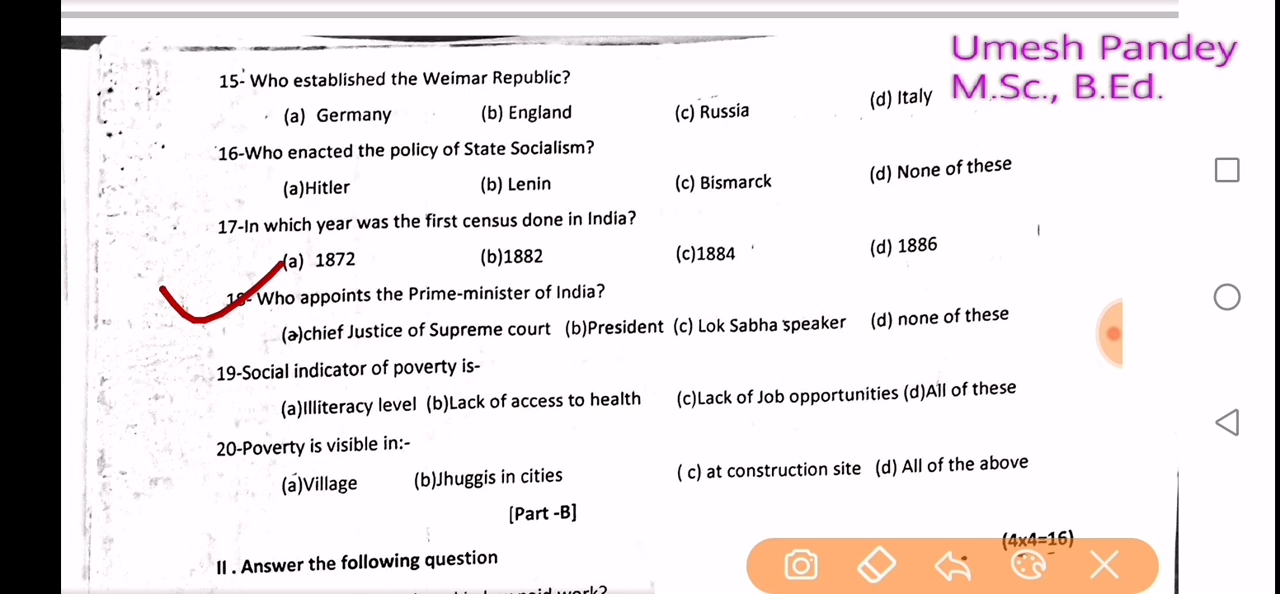 Umesh Pandey
M.Sc., B.Ed.
15- Who established the Weimar Republic?
(a) Germany (b) England (c) Russia (d) Italy
16-Who enacted the policy of State Socialism?
(a)Hitler (b) Lenin (c) Bismarck (d) None of these
17-In which year was the first census done in India?
(a) 1872 (b)1882 (c)1884 (d) 1886
18- Who appoints the Prime-minister of India?
(a)chief Justice of Supreme court (b)President (c) Lok Sabha speaker (d) none of these
19-Social indicator of poverty is-
(a)Illiteracy level (b)Lack of access to health (c)Lack of Job opportunities (d)All of these
20-Poverty is visible in:-
(a)Village (b)Jhuggis in cities ( c) at construction site (d) All of the above
[Part -B]
(4x4=16)
II . Answer the following question